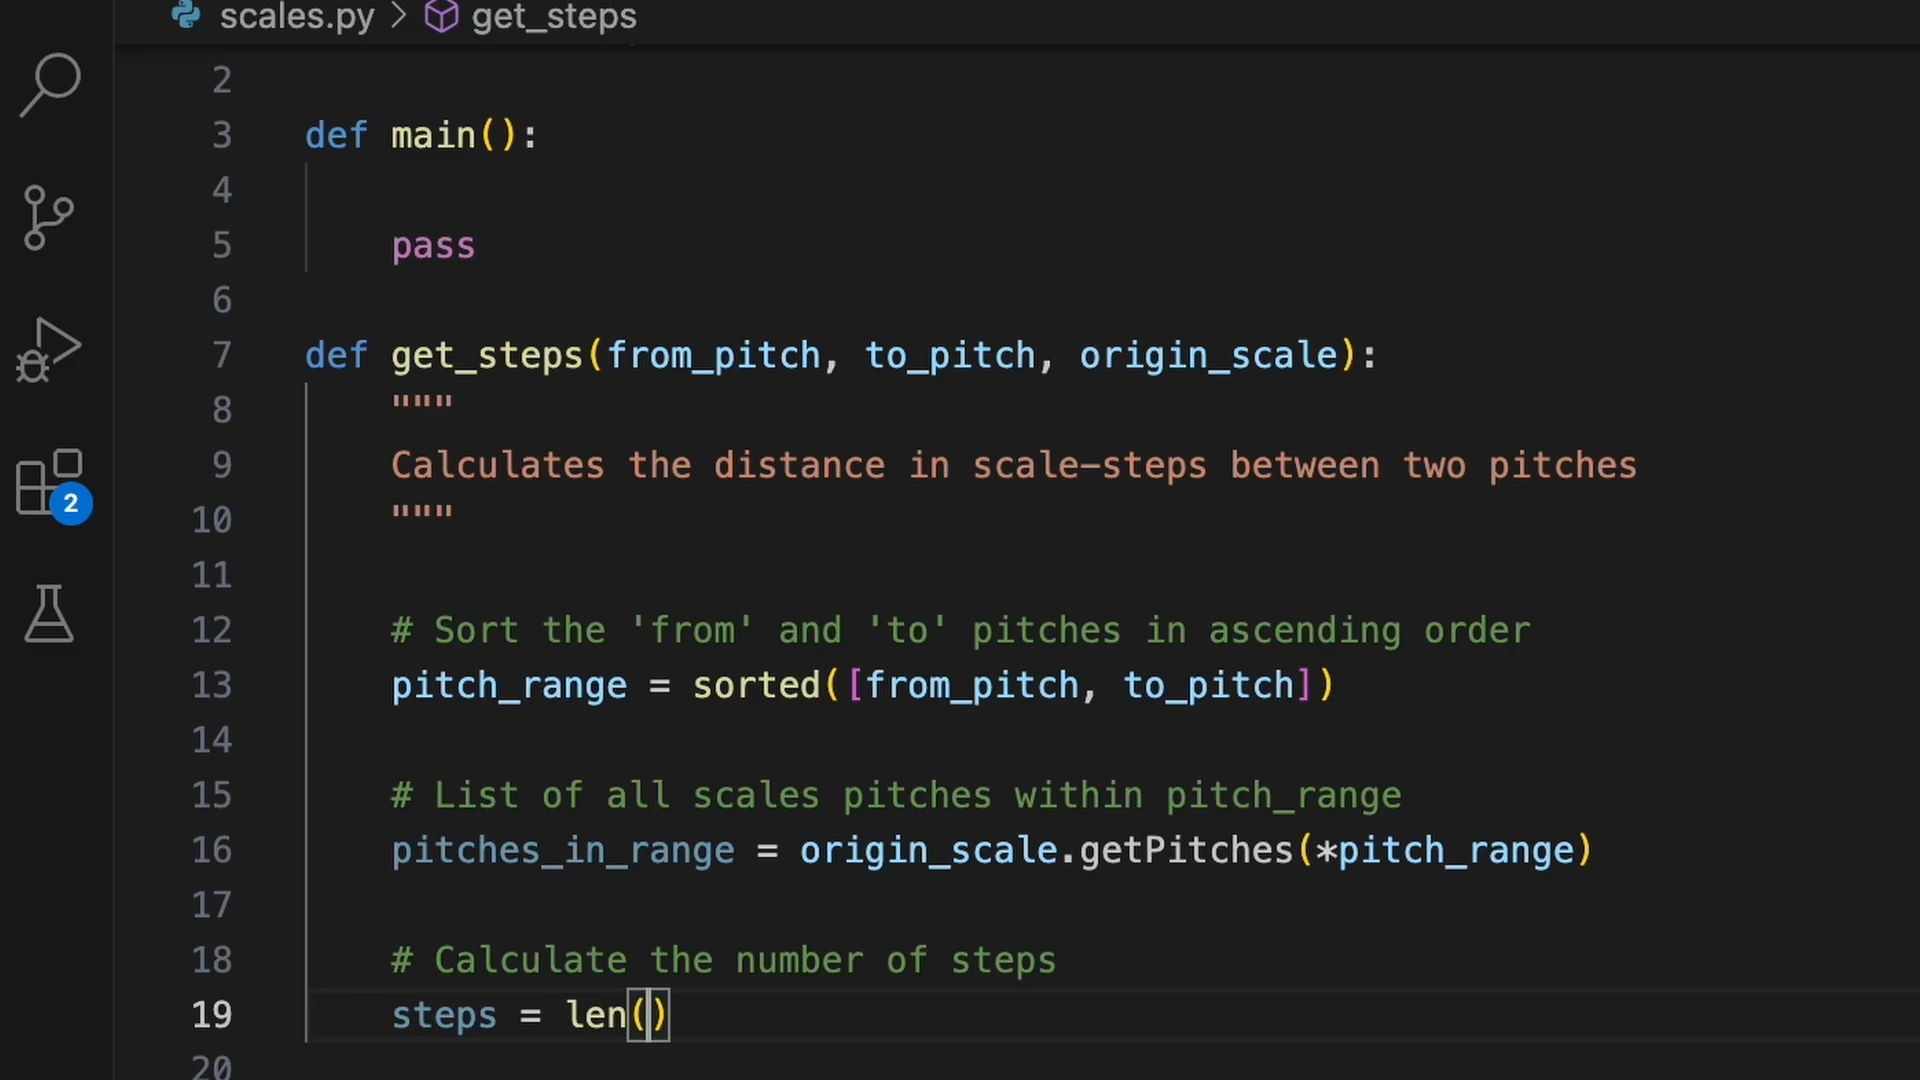 scales.py > get_steps
2
3 def main():
4
5 pass
6
7 def get_steps(from_pitch, to_pitch, origin_scale):
8 """
9 Calculates the distance in scale-steps between two pitches
10 """
11
12 # Sort the 'from' and 'to' pitches in ascending order
13 pitch_range = sorted([from_pitch, to_pitch])
14
15 # List of all scales pitches within pitch_range
16 pitches_in_range = origin_scale.getPitches(*pitch_range)
17
18 # Calculate the number of steps
19 steps = len()
20
2